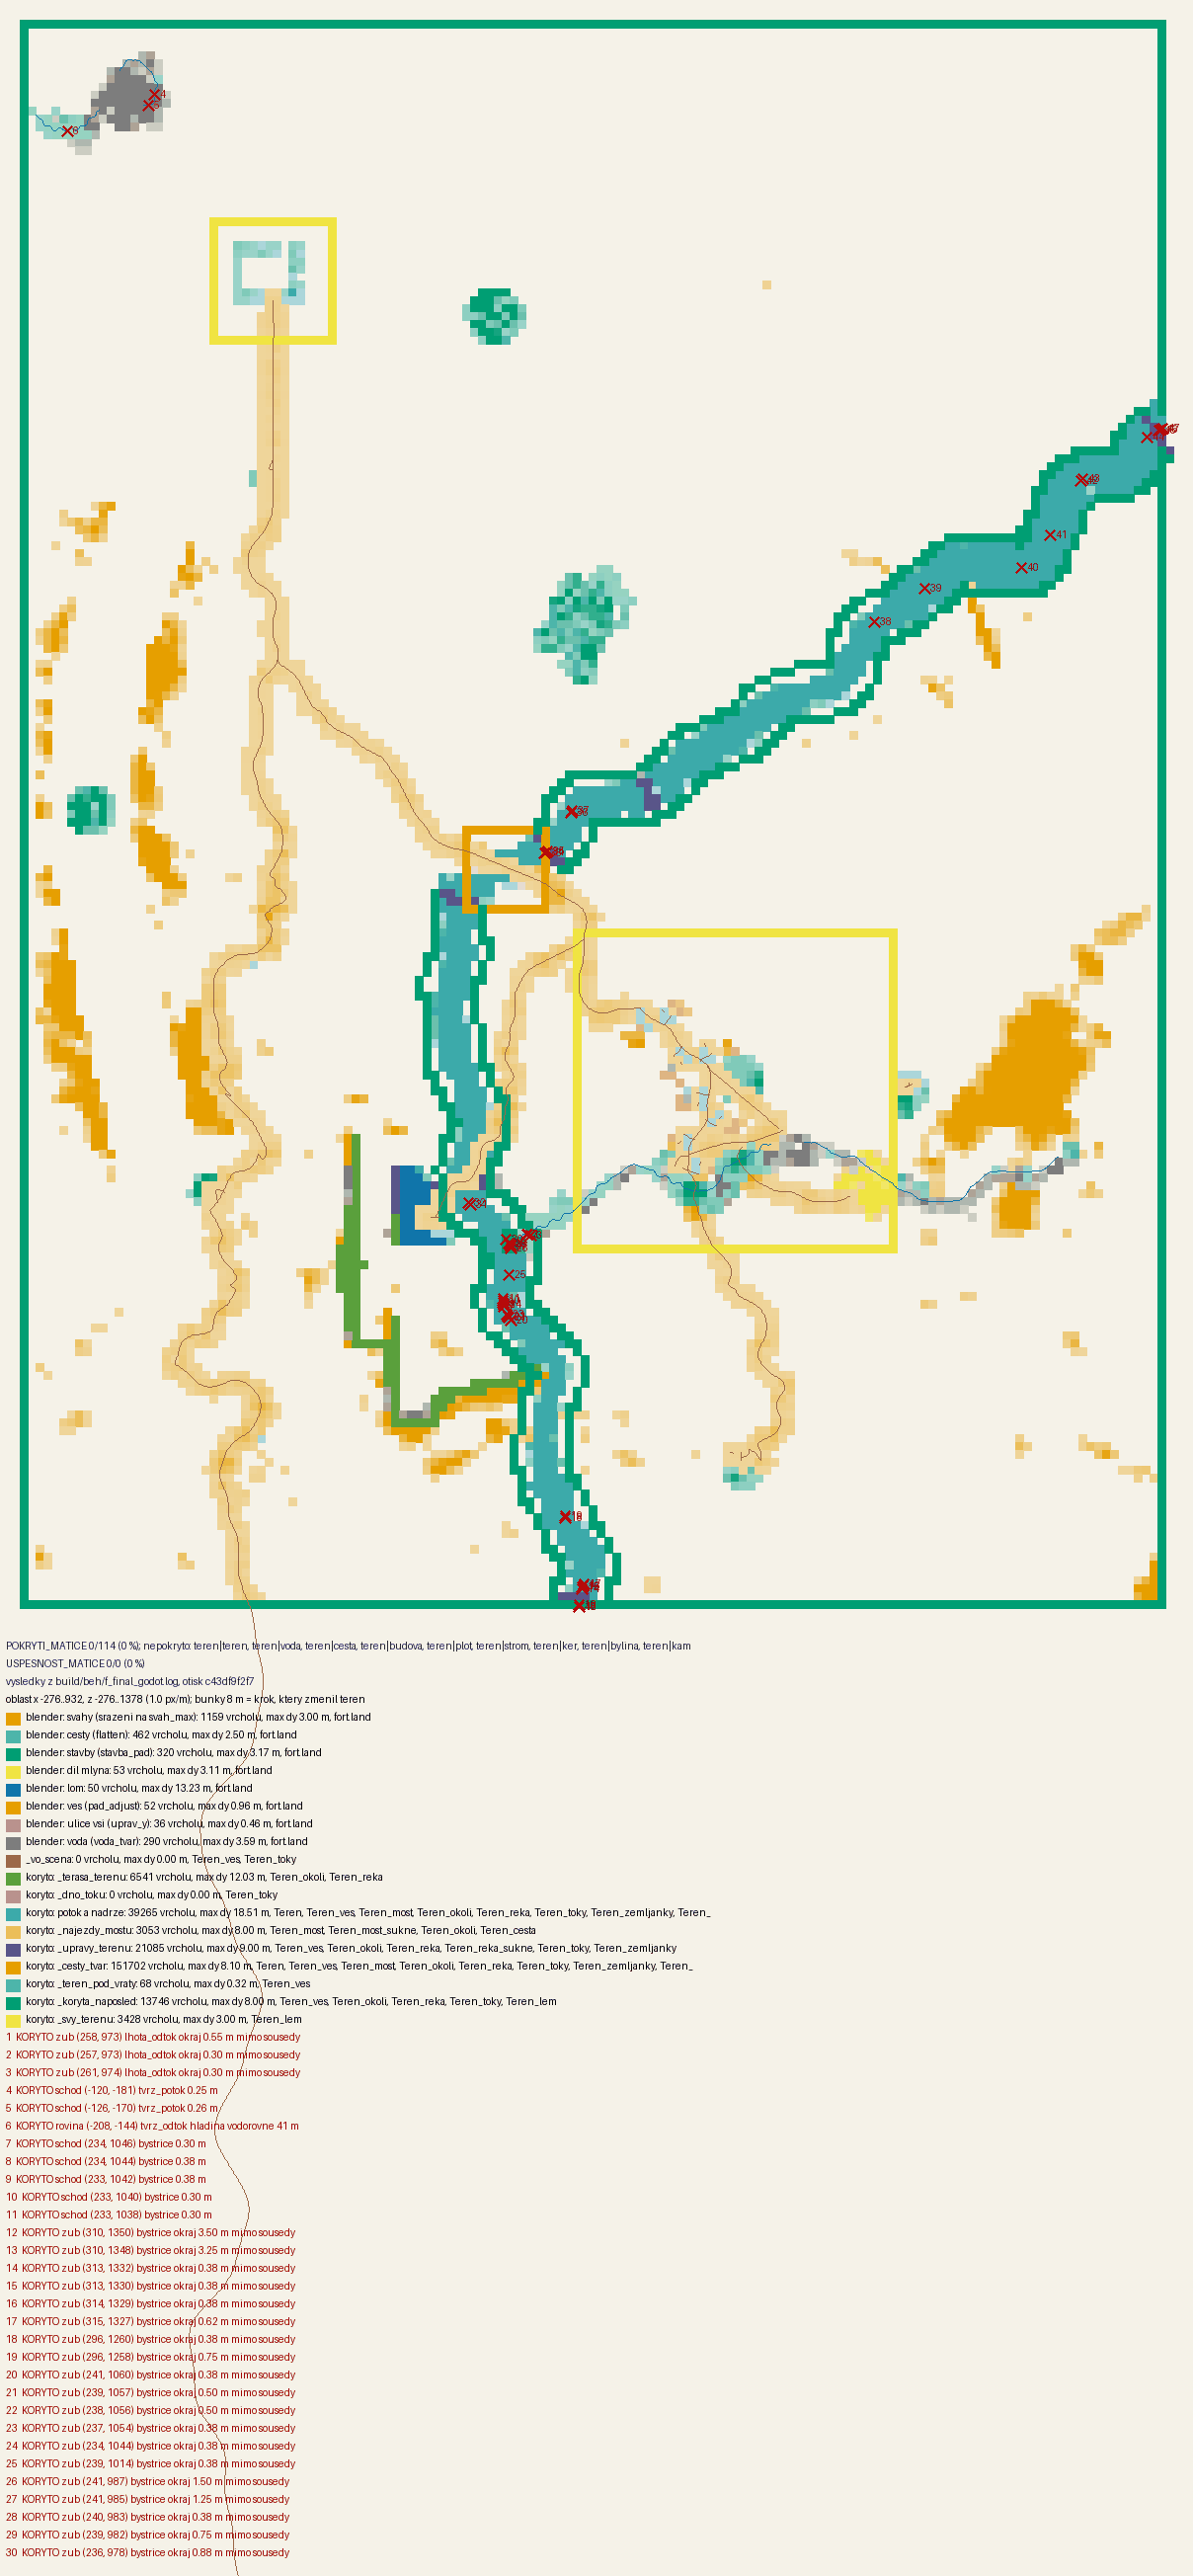 4
5
6
47
43
41
40
39
38
37
36
34
26
25
20
19
18
POKRYTI_MATICE 0/114 (0 %); nepokryto: teren|teren, teren|voda, teren|cesta, teren|budova, teren|plot, teren|strom, teren|ker, teren|bylina, teren|kam
USPESNOST_MATICE 0/0 (0 %)
vysledky z build/beh/f_final_godot.log, otisk c43df9f2f7
oblast x -276..932, z -276..1378 (1.0 px/m); bunky 8 m = krok, ktery zmenil teren
blender: svahy (srazeni na svah_max): 1159 vrcholu, max dy 3.00 m, fort.land
blender: cesty (flatten): 462 vrcholu, max dy 2.50 m, fort.land
blender: stavby (stavba_pad): 320 vrcholu, max dy 3.17 m, fort.land
blender: dil mlyna: 53 vrcholu, max dy 3.11 m, fort.land
blender: lom: 50 vrcholu, max dy 13.23 m, fort.land
blender: ves (pad_adjust): 52 vrcholu, max dy 0.96 m, fort.land
blender: ulice vsi (uprav_y): 36 vrcholu, max dy 0.46 m, fort.land
blender: voda (voda_tvar): 290 vrcholu, max dy 3.59 m, fort.land
_vo_scena: 0 vrcholu, max dy 0.00 m, Teren_ves, Teren_toky
koryto: _terasa_terenu: 6541 vrcholu, max dy 12.03 m, Teren_okoli, Teren_reka
koryto: _dno_toku: 0 vrcholu, max dy 0.00 m, Teren_toky
koryto: potok a nadrze: 39265 vrcholu, max dy 18.51 m, Teren, Teren_ves, Teren_most, Teren_okoli, Teren_reka, Teren_toky, Teren_zemljanky, Teren_
koryto: _najezdy_mostu: 3053 vrcholu, max dy 8.00 m, Teren_most, Teren_most_sukne, Teren_okoli, Teren_cesta
koryto: _upravy_terenu: 21085 vrcholu, max dy 9.00 m, Teren_ves, Teren_okoli, Teren_reka, Teren_reka_sukne, Teren_toky, Teren_zemljanky
koryto: _cesty_tvar: 151702 vrcholu, max dy 8.10 m, Teren, Teren_ves, Teren_most, Teren_okoli, Teren_reka, Teren_toky, Teren_zemljanky, Teren_
koryto: _teren_pod_vraty: 68 vrcholu, max dy 0.32 m, Teren_ves
koryto: _koryta_naposled: 13746 vrcholu, max dy 8.00 m, Teren_ves, Teren_okoli, Teren_reka, Teren_toky, Teren_lem
koryto: _svy_terenu: 3428 vrcholu, max dy 3.00 m, Teren_lem
1 KORYTO zub (258, 973) lhota_odtok okraj 0.55 m mimo sousedy
2 KORYTO zub (257, 973) lhota_odtok okraj 0.30 m mimo sousedy
3 KORYTO zub (261, 974) lhota_odtok okraj 0.30 m mimo sousedy
4 KORYTO schod (-120, -181) tvrz_potok 0.25 m
5 KORYTO schod (-126, -170) tvrz_potok 0.26 m
6 KORYTO rovina (-208, -144) tvrz_odtok hladina vodorovne 41 m
7 KORYTO schod (234, 1046) bystrice 0.30 m
8 KORYTO schod (234, 1044) bystrice 0.38 m
9 KORYTO schod (233, 1042) bystrice 0.38 m
10 KORYTO schod (233, 1040) bystrice 0.30 m
11 KORYTO schod (233, 1038) bystrice 0.30 m
12 KORYTO zub (310, 1350) bystrice okraj 3.50 m mimo sousedy
13 KORYTO zub (310, 1348) bystrice okraj 3.25 m mimo sousedy
14 KORYTO zub (313, 1332) bystrice okraj 0.38 m mimo sousedy
15 KORYTO zub (313, 1330) bystrice okraj 0.38 m mimo sousedy
16 KORYTO zub (314, 1329) bystrice okraj 0.38 m mimo sousedy
17 KORYTO zub (315, 1327) bystrice okraj 0.62 m mimo sousedy
18 KORYTO zub (296, 1260) bystrice okraj 0.38 m mimo sousedy
19 KORYTO zub (296, 1258) bystrice okraj 0.75 m mimo sousedy
20 KORYTO zub (241, 1060) bystrice okraj 0.38 m mimo sousedy
21 KORYTO zub (239, 1057) bystrice okraj 0.50 m mimo sousedy
22 KORYTO zub (238, 1056) bystrice okraj 0.50 m mimo sousedy
23 KORYTO zub (237, 1054) bystrice okraj 0.38 m mimo sousedy
24 KORYTO zub (234, 1044) bystrice okraj 0.38 m mimo sousedy
25 KORYTO zub (239, 1014) bystrice okraj 0.38 m mimo sousedy
26 KORYTO zub (241, 987) bystrice okraj 1.50 m mimo sousedy
27 KORYTO zub (241, 985) bystrice okraj 1.25 m mimo sousedy
28 KORYTO zub (240, 983) bystrice okraj 0.38 m mimo sousedy
29 KORYTO zub (239, 982) bystrice okraj 0.75 m mimo sousedy
30 KORYTO zub (236, 978) bystrice okraj 0.88 m mimo sousedy